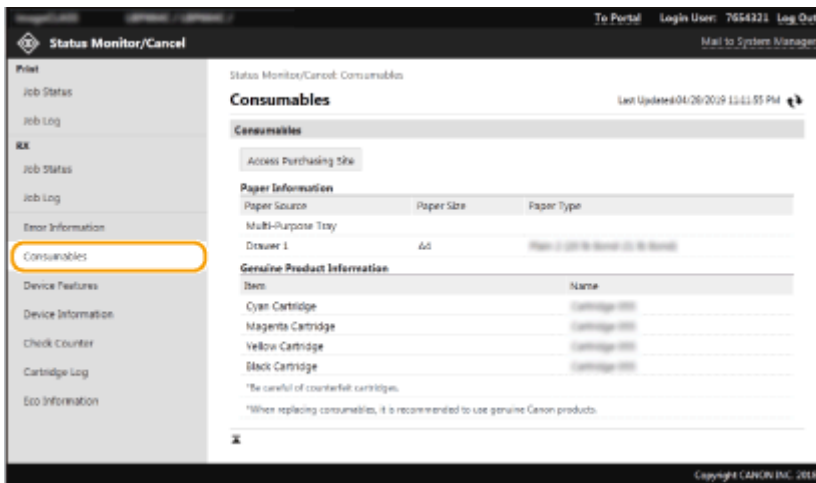 To Portal Login User: 7654321 Log Out
Status Monitor/Cancel
Mail to System Manager
Print
Job Status
Job Log
RX
Job Status
Job Log
Error Information
Consumables
Device Features
Device Information
Check Counter
Cartridge Log
Eco Information
Status Monitor/Cancel: Consumables
Consumables
Last Updated:04/28/2019 11:11:55 PM
Consumables
Access Purchasing Site
Paper Information
Paper Source Paper Size Paper Type
Multi-Purpose Tray
Drawer 1 A4
Genuine Product Information
Item Name
Cyan Cartridge
Magenta Cartridge
Yellow Cartridge
Black Cartridge
*Be careful of counterfeit cartridges.
*When replacing consumables, it is recommended to use genuine Canon products.
Copyright CANON INC. 2018